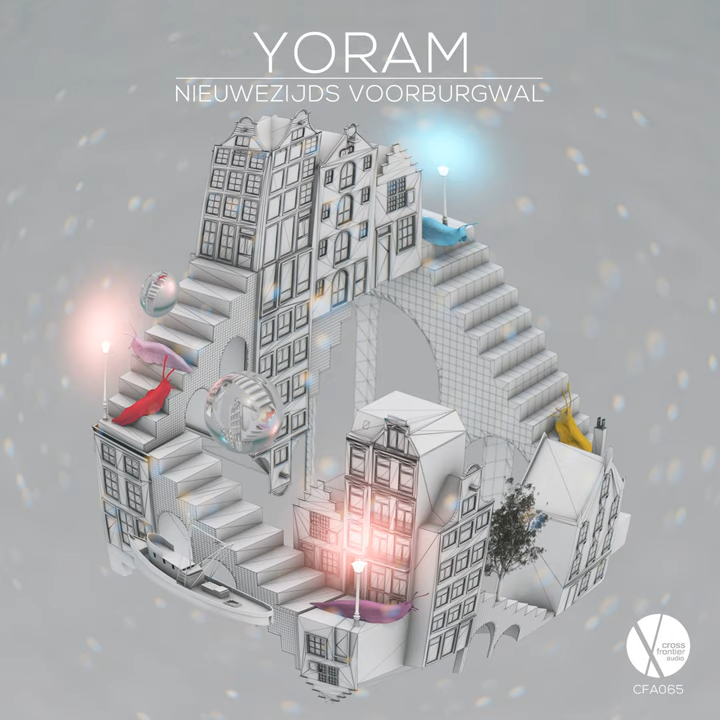 YORAM
NIEUWEZIJDS VOORBURGWAL
cross
frontier
audio
CFA065